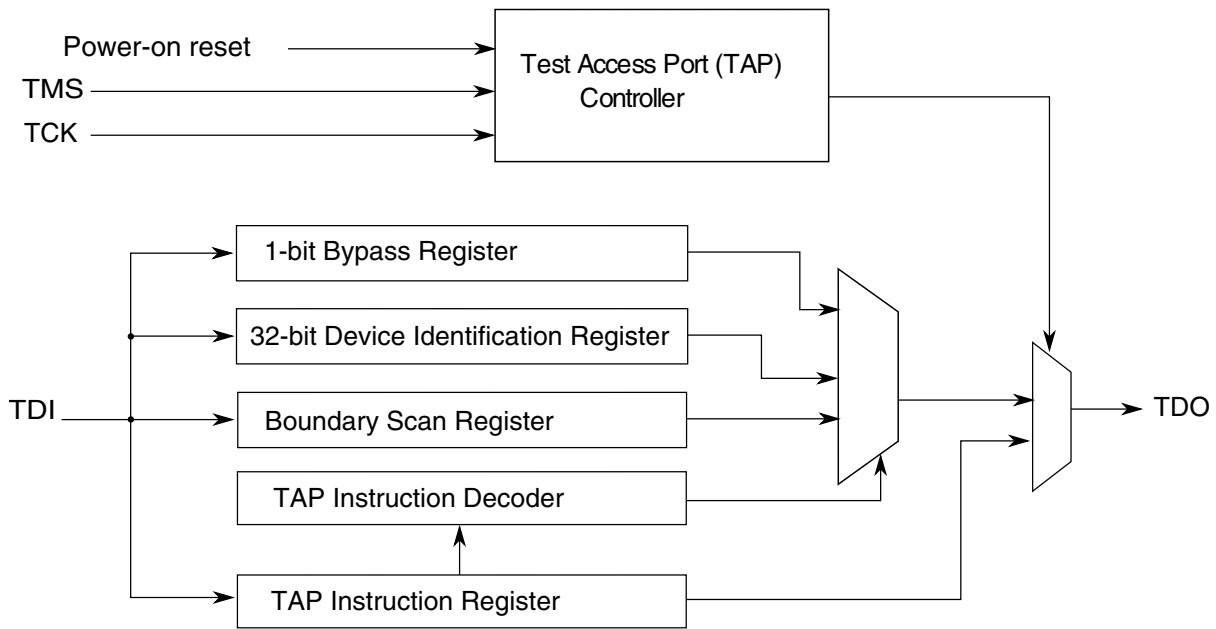 Power-on reset
TMS
TCK
Test Access Port (TAP)
Controller
1-bit Bypass Register
32-bit Device Identification Register
TDI
Boundary Scan Register
TDO
TAP Instruction Decoder
TAP Instruction Register